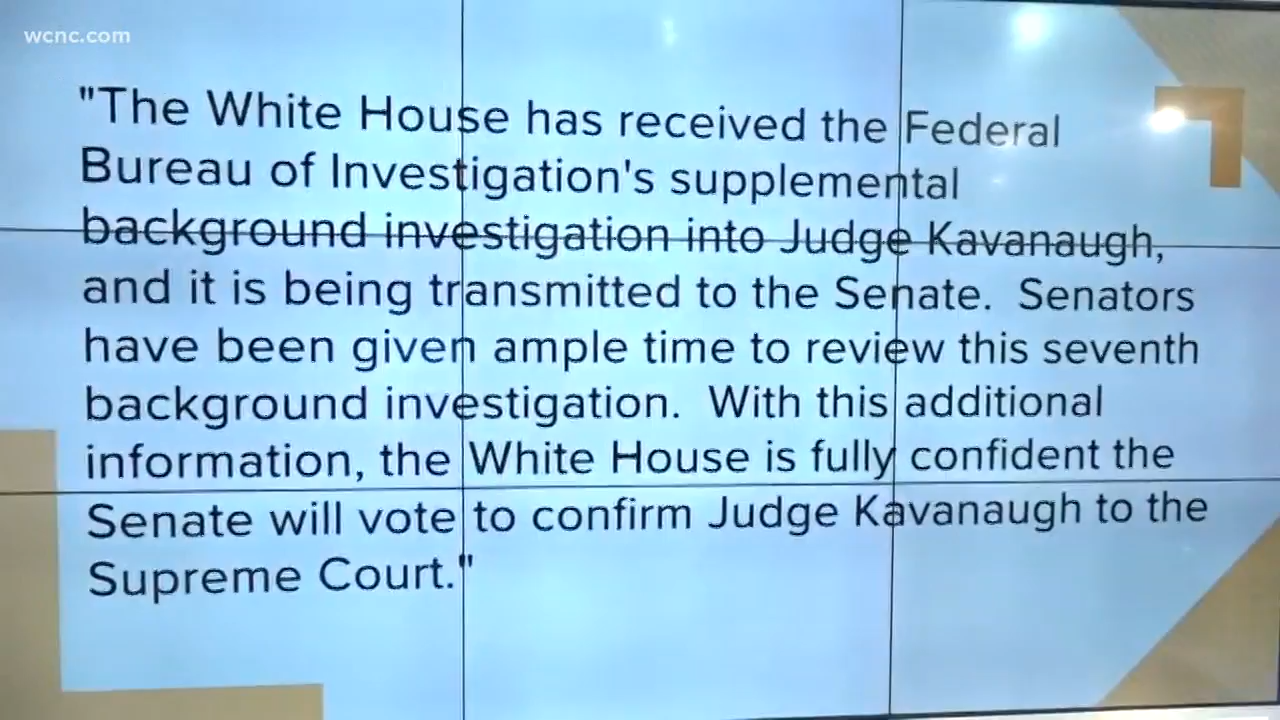 wcnc.com
"The White House has received the Federal
Bureau of Investigation's supplemental
background investigation into Judge Kavanaugh,
and it is being transmitted to the Senate.  Senators
have been given ample time to review this seventh
background investigation.  With this additional
information, the White House is fully confident the
Senate will vote to confirm Judge Kavanaugh to the
Supreme Court."